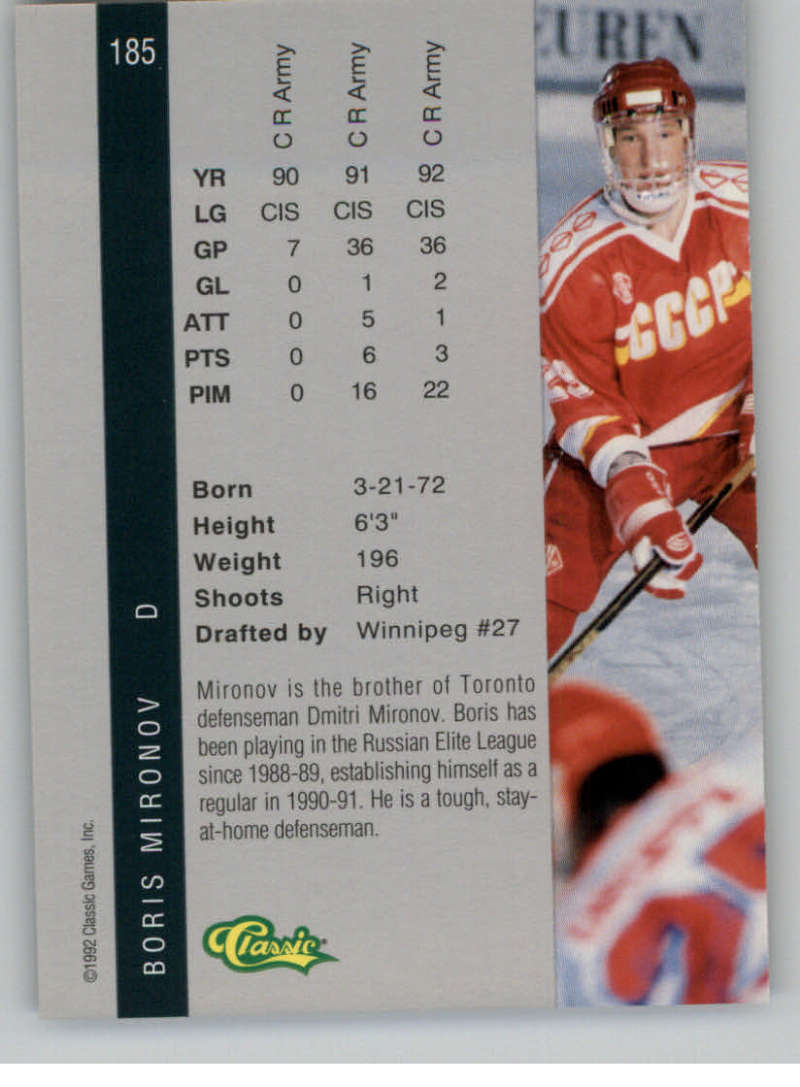 185
C R Army C R Army C R Army
YR 90 91 92
LG CIS CIS CIS
GP 7 36 36
GL 0 1 2
ATT 0 5 1
PTS 0 6 3
PIM 0 16 22
Born 3-21-72
Height 6'3"
Weight 196
Shoots Right
Drafted by Winnipeg #27
Mironov is the brother of Toronto
defenseman Dmitri Mironov. Boris has
been playing in the Russian Elite League
since 1988-89, establishing himself as a
regular in 1990-91. He is a tough, stay-
at-home defenseman.
Classic
BORIS MIRONOV D
©1992 Classic Games, Inc.
EUREN
СССР
29